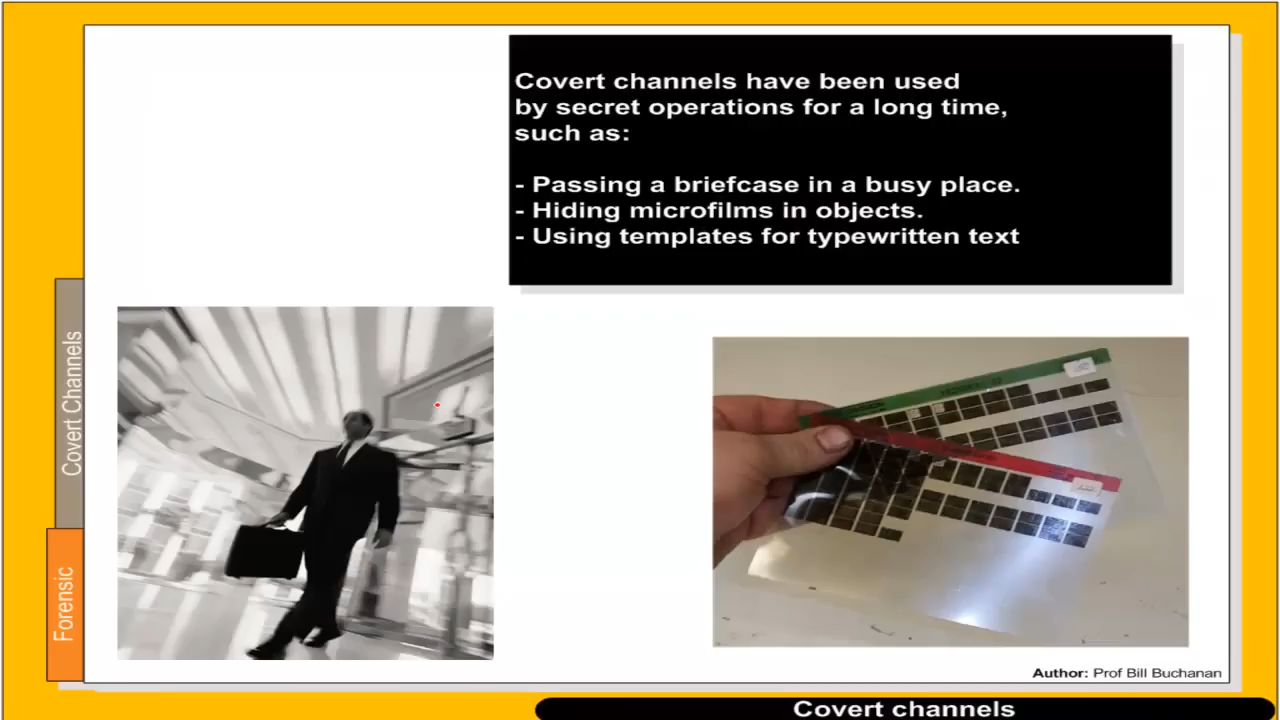 Covert channels have been used
by secret operations for a long time,
such as:
- Passing a briefcase in a busy place.
- Hiding microfilms in objects.
- Using templates for typewritten text
Covert Channels
Forensic
Author: Prof Bill Buchanan
Covert channels